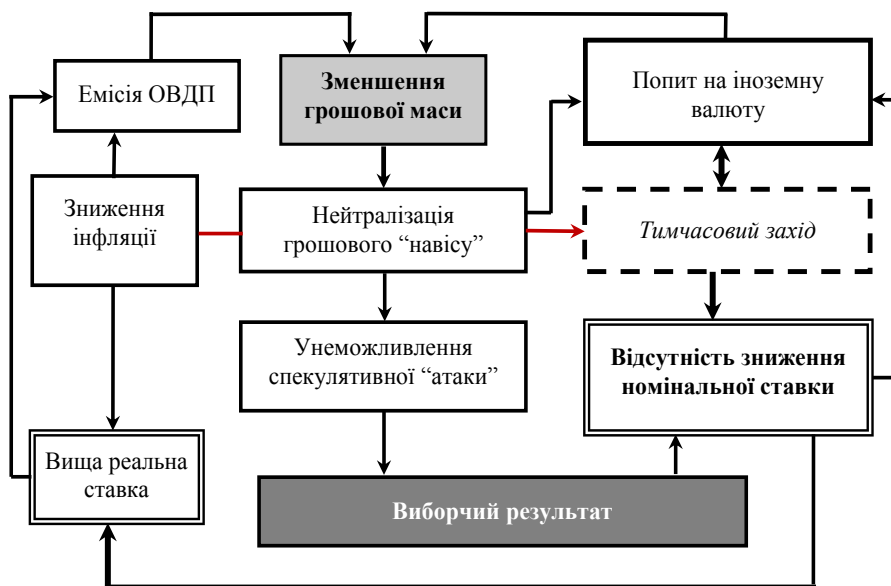 Емісія ОВДП
Зменшення
грошової маси
Попит на іноземну
валюту
Зниження
інфляції
Нейтралізація
грошового “навісу”
Тимчасовий захід
Унеможливлення
спекулятивної “атаки”
Відсутність зниження
номінальної ставки
Вища реальна
ставка
Виборчий результат